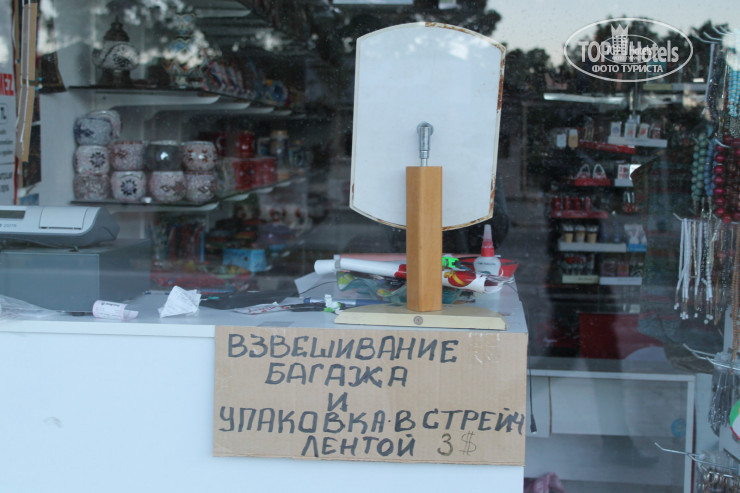 TOP Hotels
ФОТО ТУРИСТА
ВЗВЕШИВАНИЕ
БАГАЖА
И
УПАКОВКА В СТРЕЙЧ
ЛЕНТОЙ 3$